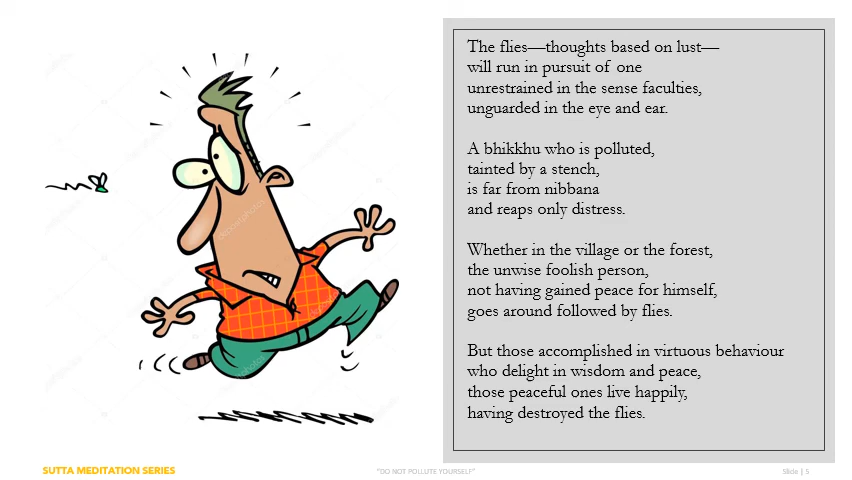 The flies—thoughts based on lust—
will run in pursuit of one
unrestrained in the sense faculties,
unguarded in the eye and ear.
A bhikkhu who is polluted,
tainted by a stench,
is far from nibbana
and reaps only distress.
Whether in the village or the forest,
the unwise foolish person,
not having gained peace for himself,
goes around followed by flies.
But those accomplished in virtuous behaviour
who delight in wisdom and peace,
those peaceful ones live happily,
having destroyed the flies.
SUTTA MEDITATION SERIES
"DO NOT POLLUTE YOURSELF"
Slide | 5